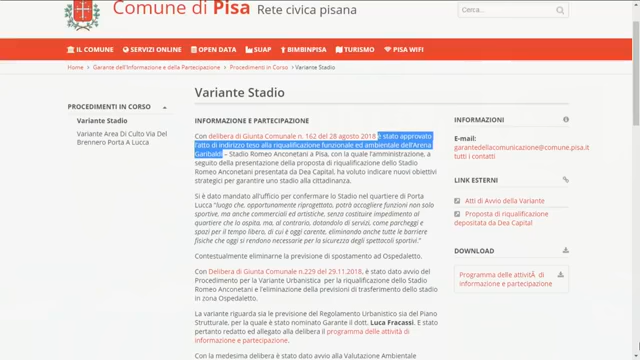 Comune di Pisa Rete civica pisana
Cerca...
IL COMUNE
SERVIZI ONLINE
OPEN DATA
SUAP
BIMBINPISA
TURISMO
PISA WIFI
Home > Garante dell'Informazione e della Partecipazione > Procedimenti in Corso > Variante Stadio
PROCEDIMENTI IN CORSO
Variante Stadio
Variante Area Di Culto Via Del
Brennero Porta A Lucca
Variante Stadio
INFORMAZIONE E PARTECIPAZIONE
Con delibera di Giunta Comunale n. 162 del 28 agosto 2018 è stato approvato
l'atto di indirizzo teso alla riqualificazione funzionale ed ambientale dell'Arena
Garibaldi – Stadio Romeo Anconetani a Pisa, con la quale l'amministrazione, a
seguito della presentazione della proposta di riqualificazione dello Stadio
Romeo Anconetani presentata da Dea Capital, ha voluto indicare nuovi obiettivi
strategici per garantire uno stadio alla cittadinanza.
Si è dato mandato all'ufficio per confermare lo Stadio nel quartiere di Porta
Lucca "luogo che, opportunamente riprogettato, potrà accogliere funzioni non solo
sportive, ma anche commerciali ed artistiche, senza costituire impedimento al
quartiere che lo ospita, ma, al contrario, dotandolo di servizi, come parcheggi e
spazi per il tempo libero, di cui è oggi carente, eliminando anche tutte le barriere
fisiche che oggi si rendono necessarie per la sicurezza degli spettacoli sportivi."
Contestualmente eliminarne la previsione di spostamento ad Ospedaletto.
Con Delibera di Giunta Comunale n.229 del 29.11.2018, è stato dato avvio del
Procedimento per la Variante Urbanistica per la riqualificazione dello Stadio
Romeo Anconetani e l'eliminazione della previsioni di trasferimento dello stadio
in zona Ospedaletto.
La variante riguarda sia le previsione del Regolamento Urbanistico sia del Piano
Strutturale, per la quale è stato nominato Garante il dott. Luca Fracassi. E stato
pertanto redatto ed allegato alla delibera il programma delle attività di
informazione e partecipazione.
Con la medesima delibera è stato dato avvio alla Valutazione Ambientale
INFORMAZIONI
E-mail:
garantedellacomunicazione@comune.pisa.it
tutti i contatti
LINK ESTERNI
Atti di Avvio della Variante
Proposta di riqualificazione
depositata da Dea Capital
DOWNLOAD
Programma delle attivitÃ di
informazione e partecipazione